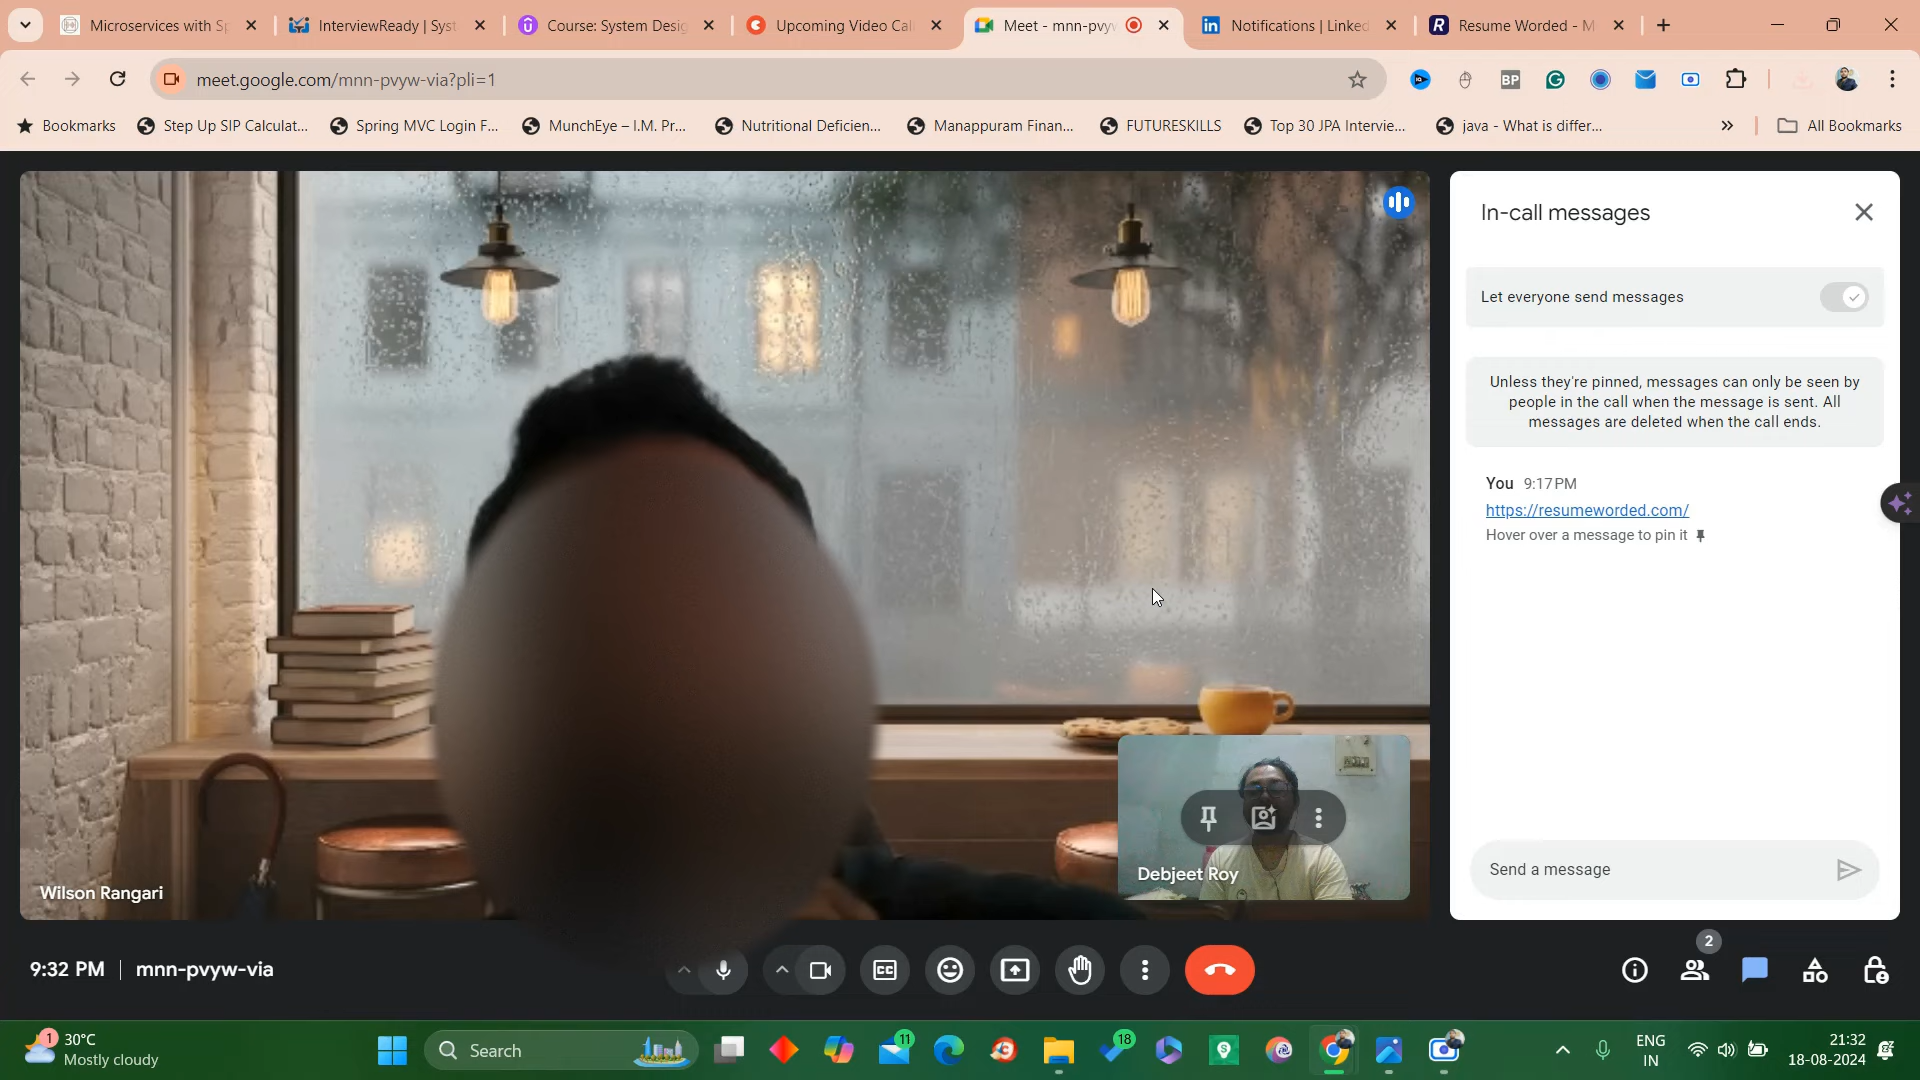 Microservices with Sp
InterviewReady | Syst
Course: System Desig
Upcoming Video Cal
Meet - mnn-pvyw
Notifications | Linked
Resume Worded - M
meet.google.com/mnn-pvyw-via?pli=1
BP
Bookmarks
Step Up SIP Calculat...
Spring MVC Login F...
MunchEye – I.M. Pr...
Nutritional Deficien...
Manappuram Finan...
FUTURESKILLS
Top 30 JPA Intervie...
java - What is differ...
All Bookmarks
In-call messages
Let everyone send messages
Unless they're pinned, messages can only be seen by
people in the call when the message is sent. All
messages are deleted when the call ends.
You 9:17 PM
https://resumeworded.com/
Hover over a message to pin it
Send a message
Wilson Rangari
Debjeet Roy
9:32 PM | mnn-pvyw-via
2
1
30°C
Mostly cloudy
Search
11
18
ENG
IN
21:32
18-08-2024